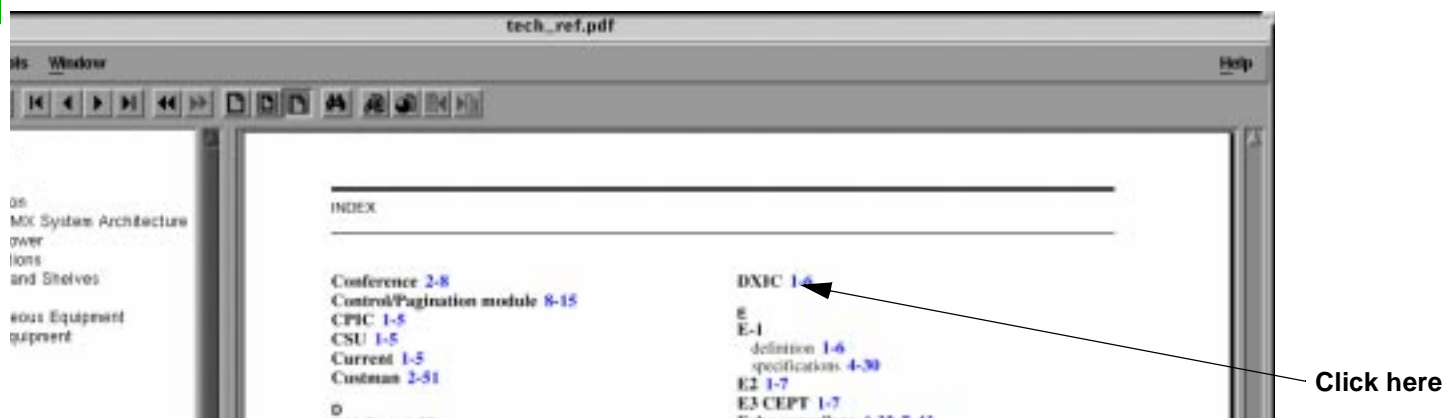 tech_ref.pdf
Window
Help
MX System Architecture
and Shelves
Equipment
INDEX
Conference 2-8
Control/Pagination module 8-15
CPIC 1-5
CSU 1-5
Current 1-5
Custman 2-51
D
DXIC 1-6
E
E-1
definition 1-6
specifications 4-30
E2 1-7
E3 CEPT 1-7
Click here